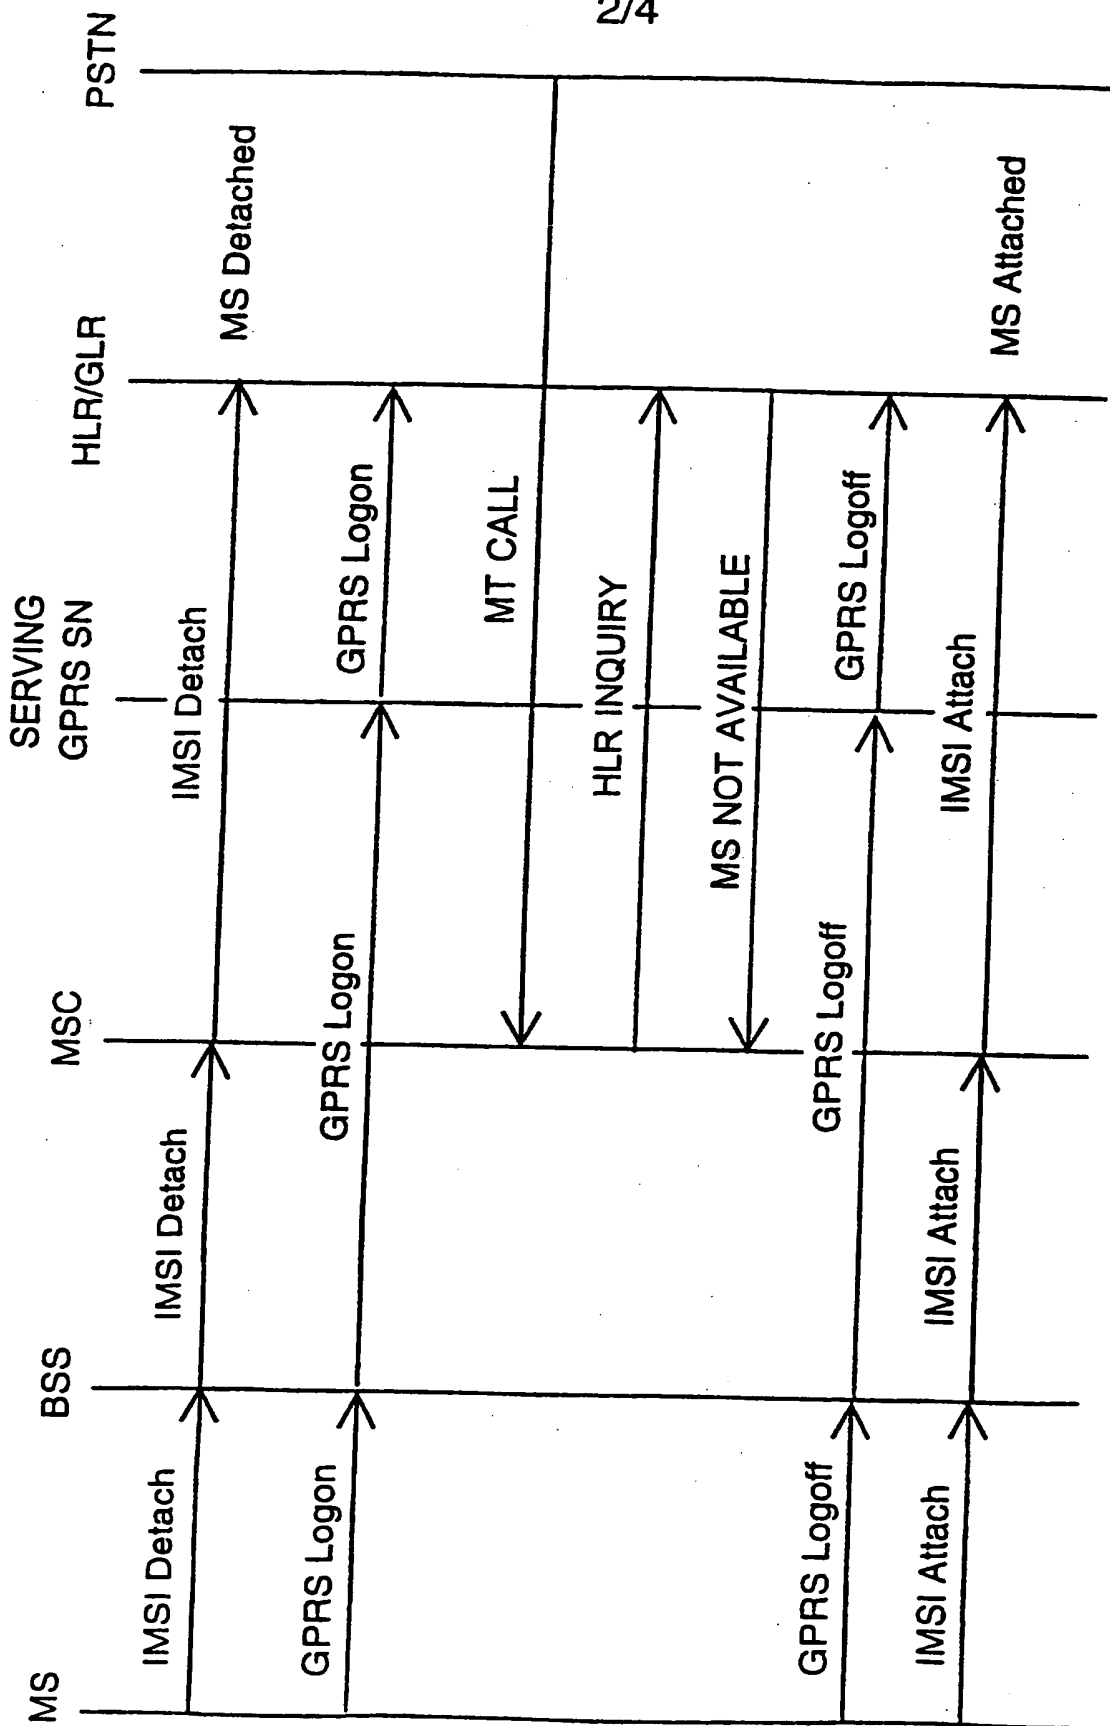 2/4
MS
BSS
MSC
SERVING
GPRS SN
HLR/GLR
PSTN
IMSI Detach
IMSI Detach
IMSI Detach
MS Detached
GPRS Logon
GPRS Logon
GPRS Logon
MT CALL
HLR INQUIRY
MS NOT AVAILABLE
GPRS Logoff
GPRS Logoff
GPRS Logoff
IMSI Attach
IMSI Attach
IMSI Attach
MS Attached